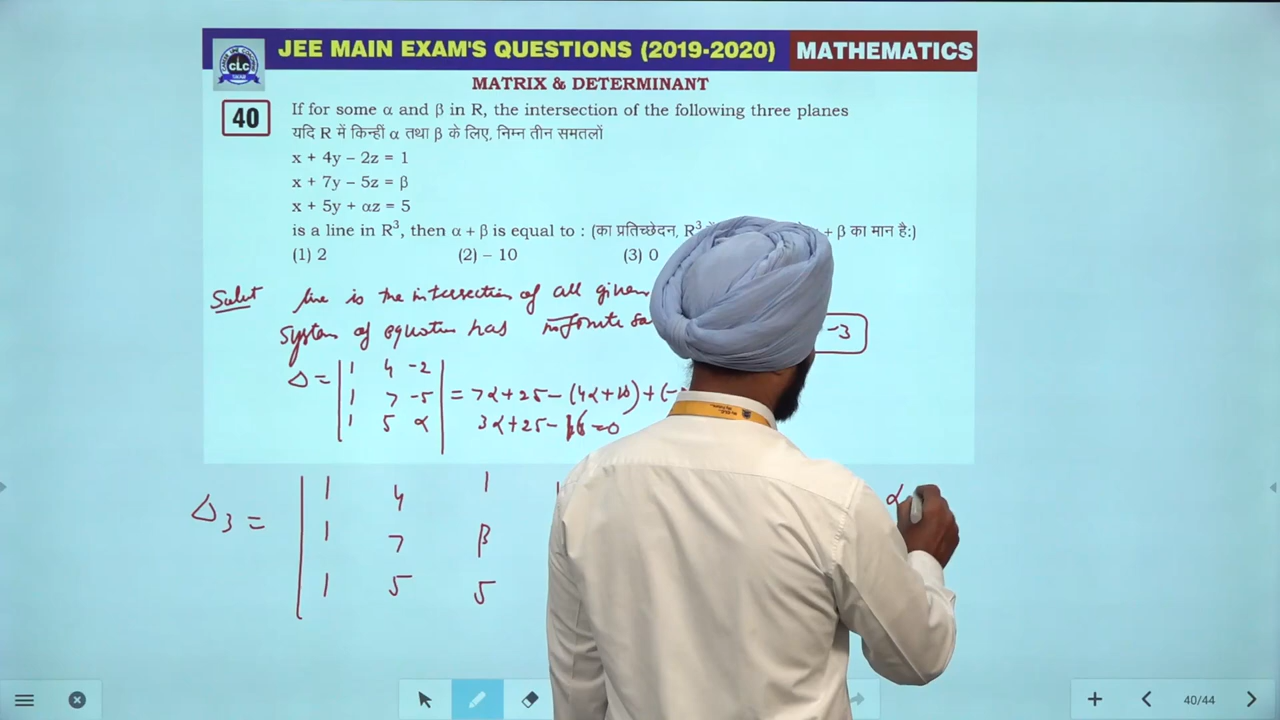 JEE MAIN EXAM'S QUESTIONS (2019-2020) MATHEMATICS
CLC
MATRIX & DETERMINANT
40 If for some α and β in R, the intersection of the following three planes
यदि R में किन्हीं α तथा β के लिए, निम्न तीन समतलों
x + 4y – 2z = 1
x + 7y – 5z = β
x + 5y + αz = 5
is a line in R³, then α + β is equal to : (का प्रतिच्छेदन, R³ + β का मान है:)
(1) 2 (2) – 10 (3) 0
line is the intersection of all given
System of equation has infinite -3
Δ = | 1 4 -2 |
| 1 7 -5 | = 7α+25-(4α+ )+(-
| 1 5 α | 3α+25- =0
Δ3 = | 1 4 1
1 7 β
1 5 5
α
40/44